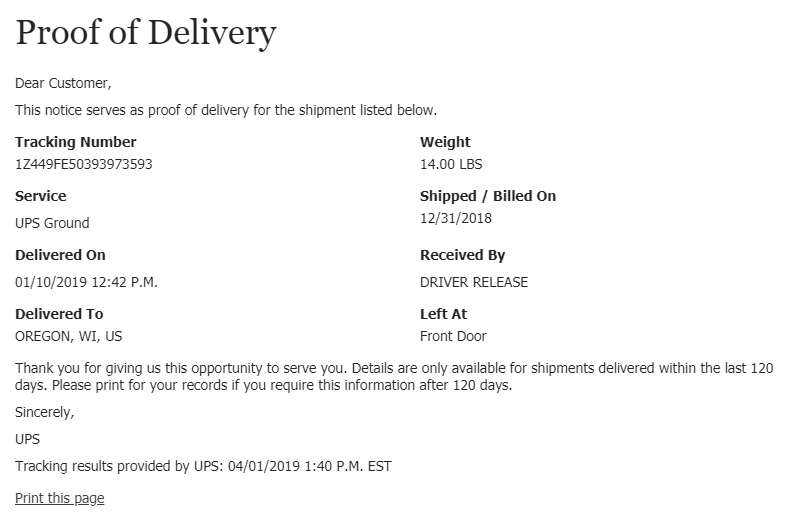 Proof of Delivery
Dear Customer,
This notice serves as proof of delivery for the shipment listed below.
Tracking Number
1Z449FE50393973593
Weight
14.00 LBS
Service
UPS Ground
Shipped / Billed On
12/31/2018
Delivered On
01/10/2019 12:42 P.M.
Received By
DRIVER RELEASE
Delivered To
OREGON, WI, US
Left At
Front Door
Thank you for giving us this opportunity to serve you. Details are only available for shipments delivered within the last 120
days. Please print for your records if you require this information after 120 days.
Sincerely,
UPS
Tracking results provided by UPS: 04/01/2019 1:40 P.M. EST
Print this page